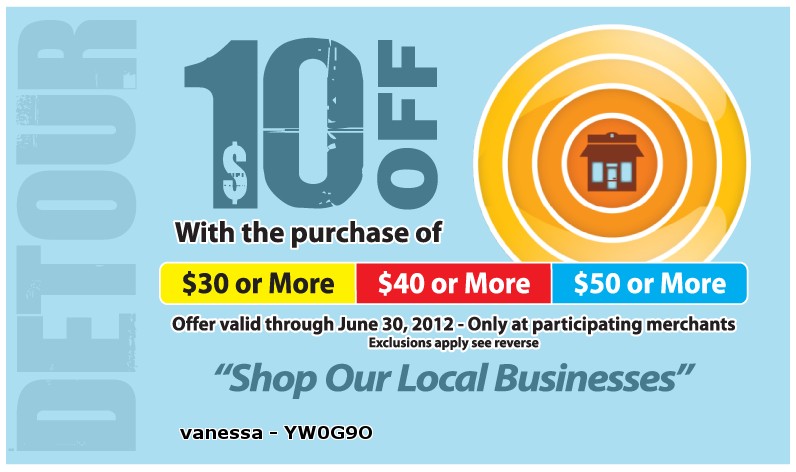 DETOUR
$10 OFF
With the purchase of
$30 or More $40 or More $50 or More
Offer valid through June 30, 2012 - Only at participating merchants
Exclusions apply see reverse
“Shop Our Local Businesses”
vanessa - YW0G9O